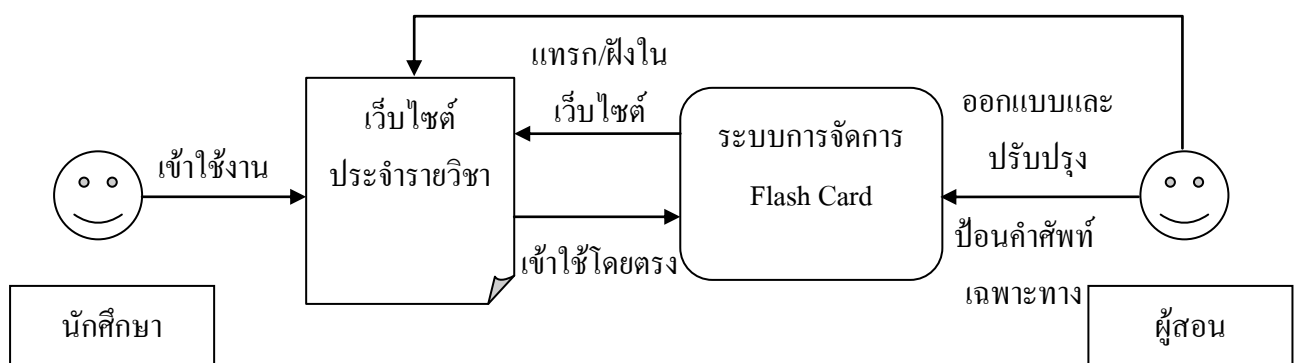 แทรก/ฝังใน
เว็บไซต์
เว็บไซต์
ประจำรายวิชา
ระบบการจัดการ
Flash Card
ออกแบบและ
ปรับปรุง
เข้าใช้งาน
เข้าใช้โดยตรง
ป้อนคำศัพท์
เฉพาะทาง
นักศึกษา
ผู้สอน